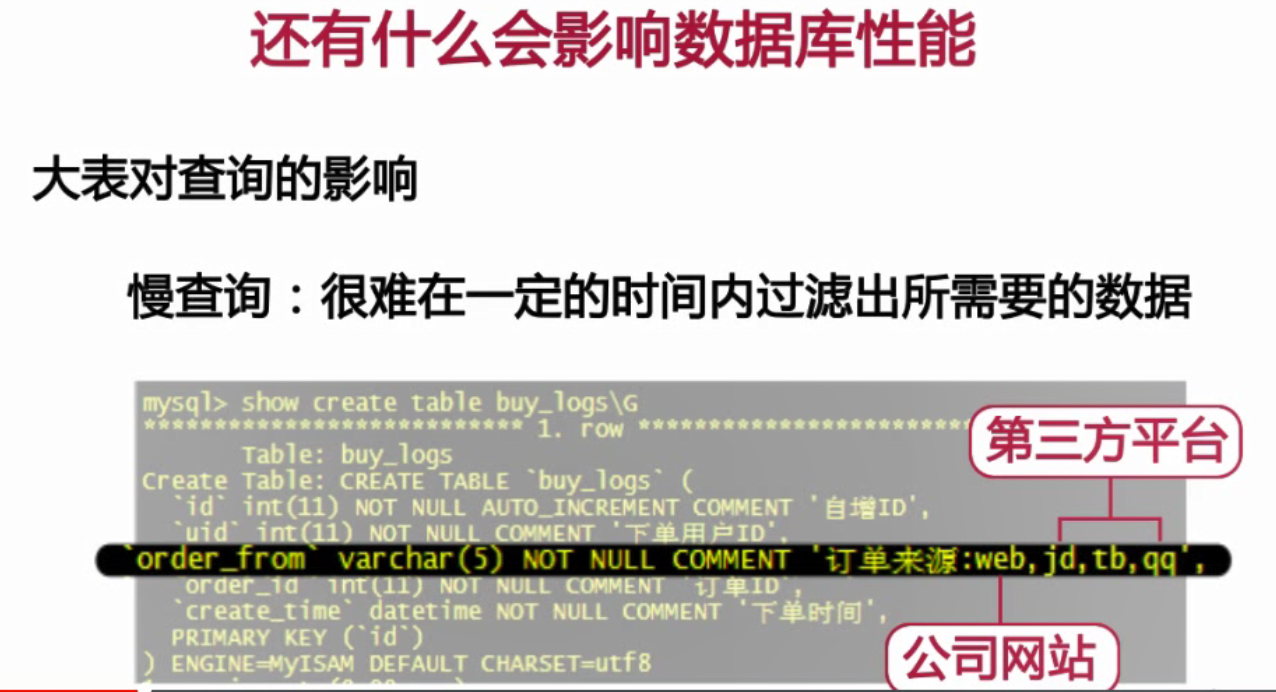 还有什么会影响数据库性能
大表对查询的影响
慢查询：很难在一定的时间内过滤出所需要的数据
mysql> show create table buy_logs\G
*************************** 1. row ***********************
Table: buy_logs
Create Table: CREATE TABLE `buy_logs` (
`id` int(11) NOT NULL AUTO_INCREMENT COMMENT '自增ID',
`uid` int(11) NOT NULL COMMENT '下单用户ID',
`order_from` varchar(5) NOT NULL COMMENT '订单来源:web,jd,tb,qq',
`order_id` int(11) NOT NULL COMMENT '订单ID',
`create_time` datetime NOT NULL COMMENT '下单时间',
PRIMARY KEY (`id`)
) ENGINE=MyISAM DEFAULT CHARSET=utf8
第三方平台
公司网站